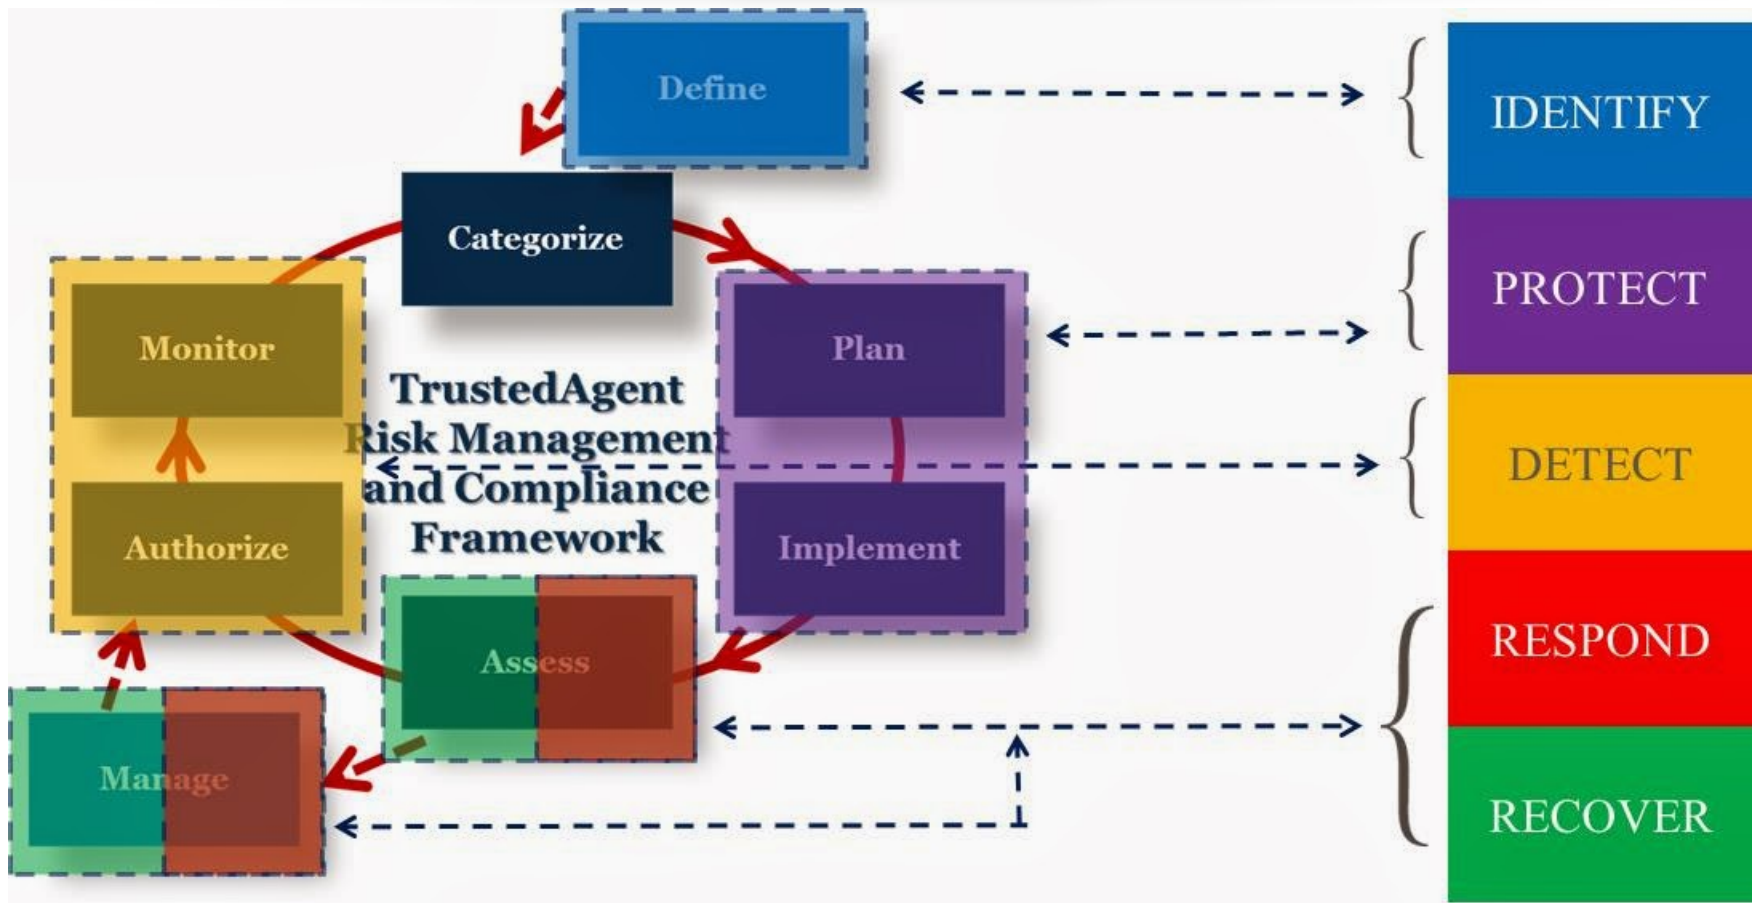 Define
IDENTIFY
Categorize
PROTECT
Monitor
Plan
TrustedAgent
Risk Management
and Compliance
Framework
DETECT
Authorize
Implement
Assess
RESPOND
Manage
RECOVER